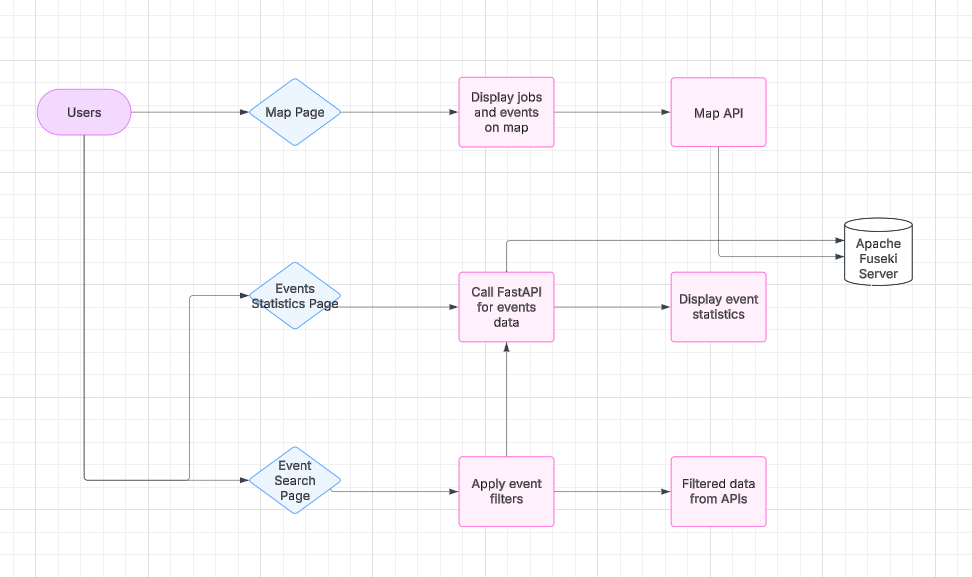 Users
Map Page
Display jobs
and events
on map
Map API
Apache
Fuseki
Server
Events
Statistics Page
Call FastAPI
for events
data
Display event
statistics
Event
Search
Page
Apply event
filters
Filtered data
from APIs